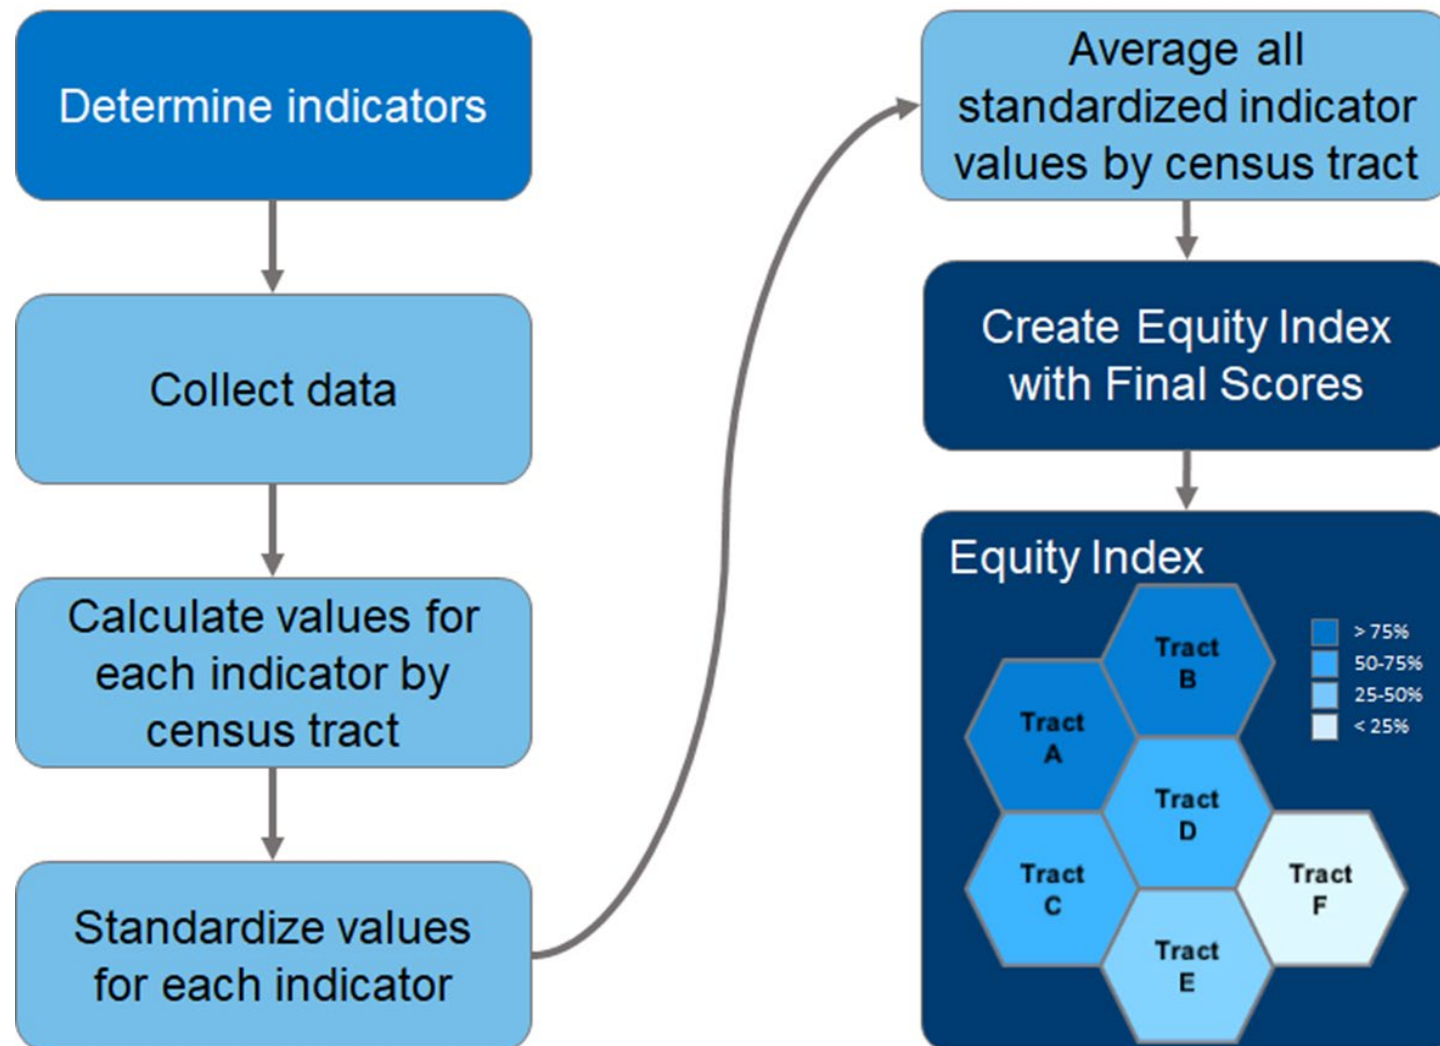 Determine indicators
Collect data
Calculate values for
each indicator by
census tract
Standardize values
for each indicator
Average all
standardized indicator
values by census tract
Create Equity Index
with Final Scores
Equity Index
> 75%
50-75%
25-50%
< 25%
Tract
B
Tract
A
Tract
D
Tract
C
Tract
F
Tract
E